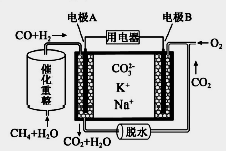 电极A 电极B
CO+H₂ 用电器
O₂
催化重整
CO₃²⁻
K⁺
Na⁺
CO₂
CH₄+H₂O
CO₂+H₂O
脱水